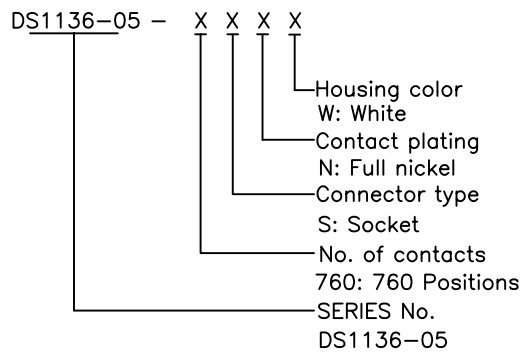 DS1136-05 - X X X X
Housing color
W: White
Contact plating
N: Full nickel
Connector type
S: Socket
No. of contacts
760: 760 Positions
SERIES No.
DS1136-05